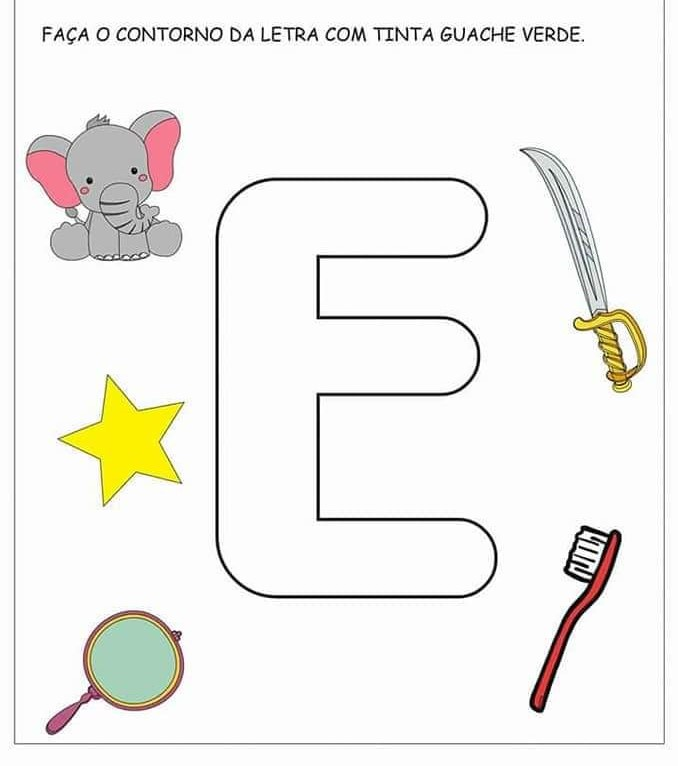 FAÇA O CONTORNO DA LETRA COM TINTA GUACHE VERDE.
E